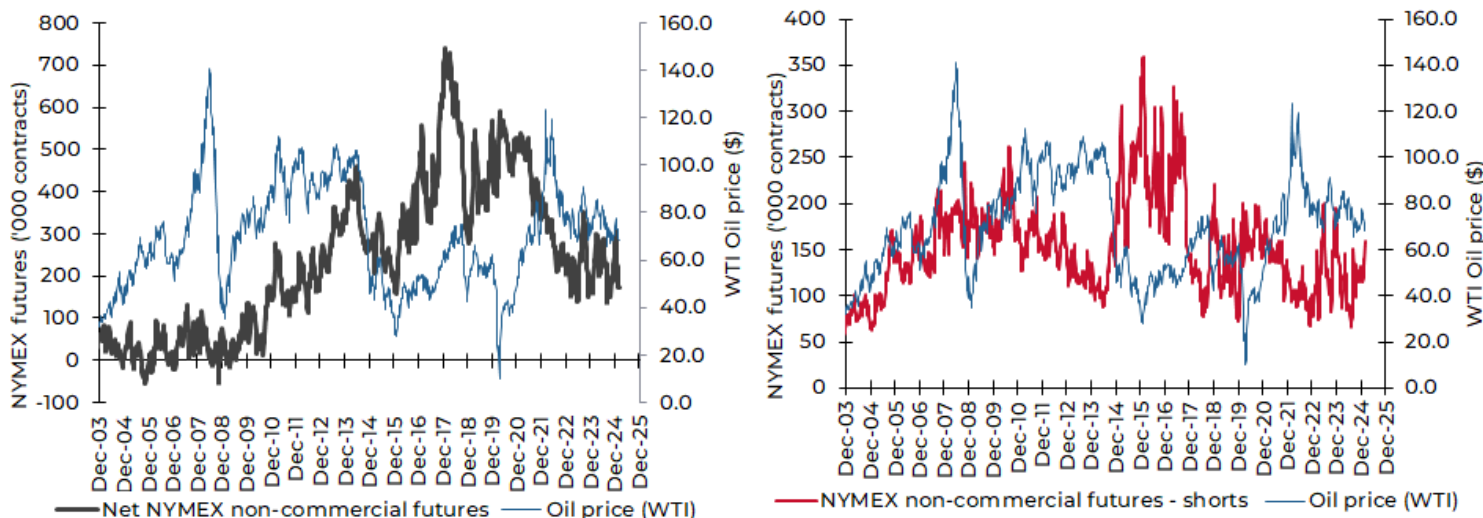 NYMEX futures ('000 contracts)
800
700
600
500
400
300
200
100
0
-100
160.0
140.0
120.0
100.0
80.0
60.0
40.0
20.0
0.0
WTI Oil price ($)
Dec-03
Dec-04
Dec-05
Dec-06
Dec-07
Dec-08
Dec-09
Dec-10
Dec-11
Dec-12
Dec-13
Dec-14
Dec-15
Dec-16
Dec-17
Dec-18
Dec-19
Dec-20
Dec-21
Dec-22
Dec-23
Dec-24
Dec-25
Net NYMEX non-commercial futures
Oil price (WTI)
NYMEX futures ('000 contracts)
400
350
300
250
200
150
100
50
0
160.0
140.0
120.0
100.0
80.0
60.0
40.0
20.0
0.0
WTI Oil price ($)
Dec-03
Dec-04
Dec-05
Dec-06
Dec-07
Dec-08
Dec-09
Dec-10
Dec-11
Dec-12
Dec-13
Dec-14
Dec-15
Dec-16
Dec-17
Dec-18
Dec-19
Dec-20
Dec-21
Dec-22
Dec-23
Dec-24
Dec-25
NYMEX non-commercial futures - shorts
Oil price (WTI)